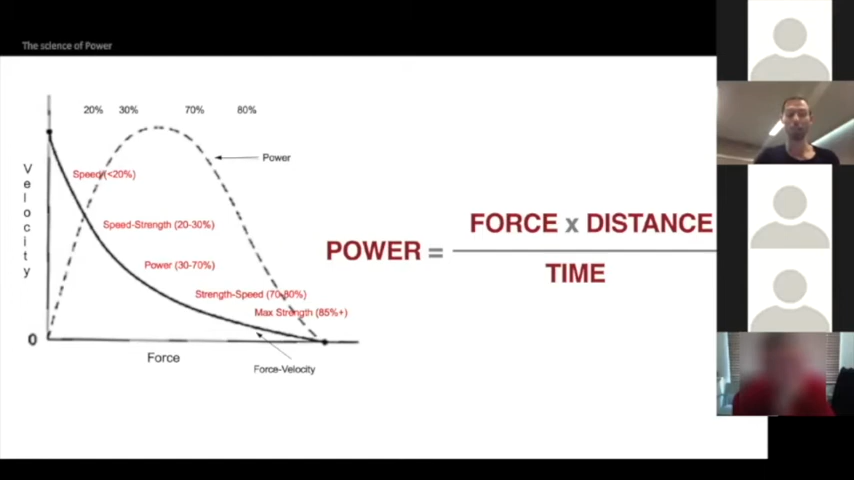 The science of Power
20% 30% 70% 80%
Power
Velocity
Speed (<20%)
Speed-Strength (20-30%)
Power (30-70%)
Strength-Speed (70-80%)
Max Strength (85%+)
0
Force
Force-Velocity
POWER =
FORCE x DISTANCE
TIME